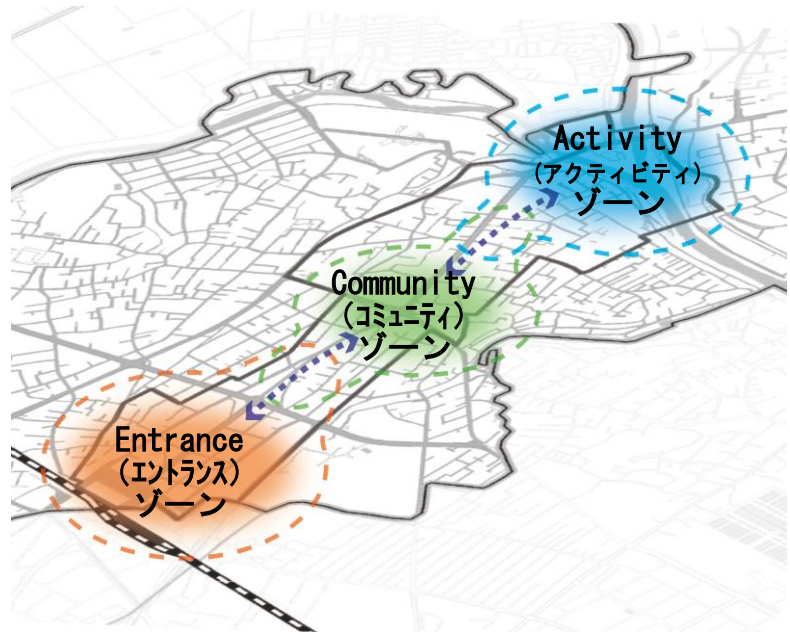 Activity
(アクティビティ)
ゾーン
Community
(コミュニティ)
ゾーン
Entrance
(エントランス)
ゾーン